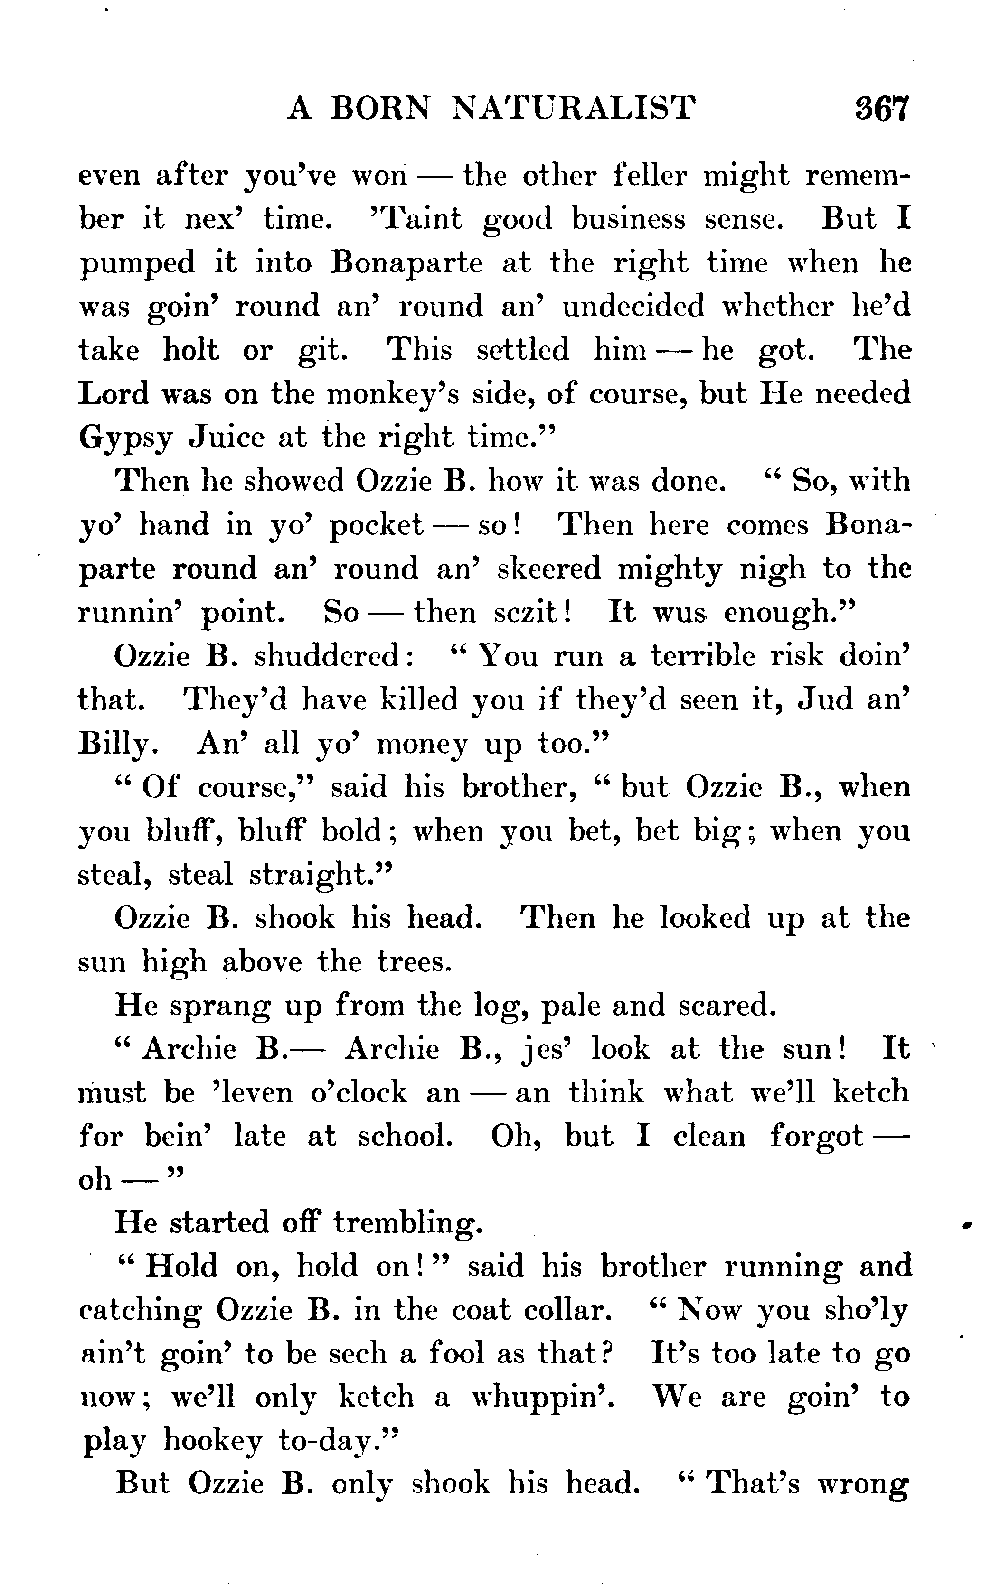 A BORN NATURALIST 367
even after you've won — the other feller might remem-
ber it nex' time. 'Taint good business sense. But I
pumped it into Bonaparte at the right time when he
was goin' round an' round an' undecided whether he'd
take holt or git. This settled him — he got. The
Lord was on the monkey's side, of course, but He needed
Gypsy Juice at the right time."
Then he showed Ozzie B. how it was done. " So, with
yo' hand in yo' pocket — so! Then here comes Bona-
parte round an' round an' skeered mighty nigh to the
runnin' point. So — then sczit! It wus enough."
Ozzie B. shuddered: " You run a terrible risk doin'
that. They'd have killed you if they'd seen it, Jud an'
Billy. An' all yo' money up too."
" Of course," said his brother, " but Ozzie B., when
you bluff, bluff bold; when you bet, bet big; when you
steal, steal straight."
Ozzie B. shook his head. Then he looked up at the
sun high above the trees.
He sprang up from the log, pale and scared.
" Archie B.— Archie B., jes' look at the sun! It
must be 'leven o'clock an — an think what we'll ketch
for bein' late at school. Oh, but I clean forgot —
oh — "
He started off trembling.
" Hold on, hold on! " said his brother running and
catching Ozzie B. in the coat collar. " Now you sho'ly
ain't goin' to be sech a fool as that? It's too late to go
now; we'll only ketch a whuppin'. We are goin' to
play hookey to-day."
But Ozzie B. only shook his head. " That's wrong